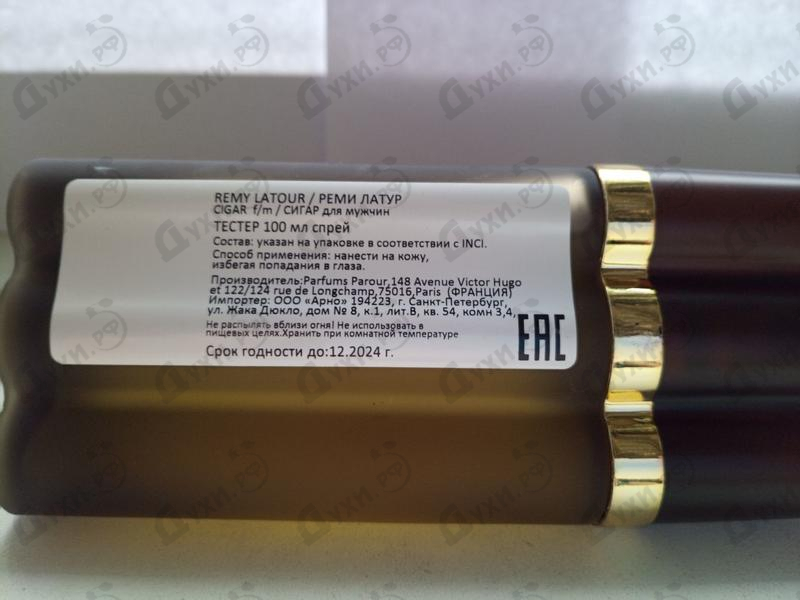 REMY LATOUR / РЕМИ ЛАТУР
CIGAR f/m / СИГАР для мужчин
ТЕСТЕР 100 мл спрей
Состав: указан на упаковке в соответствии с INCI.
Способ применения: нанести на кожу,
избегая попадания в глаза.
Производитель:Parfums Parour,148 Avenue Victor Hugo
et 122/124 rue de Longchamp,75016,Paris (ФРАНЦИЯ)
Импортер: ООО «Арно» 194223, г. Санкт-Петербург,
ул. Жака Дюкло, дом № 8, к.1, лит.В, кв. 54, комн 3,4,
Не распылять вблизи огня! Не использовать в
пищевых целях.Хранить при комнатной температуре
Срок годности до:12.2024 г.
EAC
Духи.рф